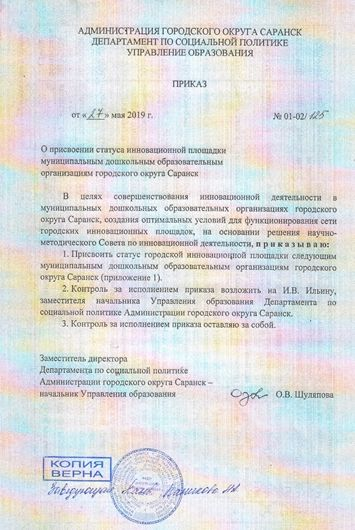 АДМИНИСТРАЦИЯ ГОРОДСКОГО ОКРУГА САРАНСК
ДЕПАРТАМЕНТ ПО СОЦИАЛЬНОЙ ПОЛИТИКЕ
УПРАВЛЕНИЕ ОБРАЗОВАНИЯ
ПРИКАЗ
от «27» мая 2019 г. № 01-02/125
О присвоении статуса инновационной площадки
муниципальным дошкольным образовательным
организациям городского округа Саранск
В целях совершенствования инновационной деятельности в
муниципальных дошкольных образовательных организациях городского
округа Саранск, создания оптимальных условий для функционирования сети
городских инновационных площадок, на основании решения научно-
методического Совета по инновационной деятельности, приказываю:
1. Присвоить статус городской инновационной площадки следующим
муниципальным дошкольным образовательным организациям городского
округа Саранск (приложение 1).
2. Контроль за исполнением приказа возложить на И.В. Ильину,
заместителя начальника Управления образования Департамента по
социальной политике Администрации городского округа Саранск.
3. Контроль за исполнением приказа оставляю за собой.
Заместитель директора
Департамента по социальной политике
Администрации городского округа Саранск –
начальник Управления образования О.В. Шуляпова
КОПИЯ
ВЕРНА
Заведующая